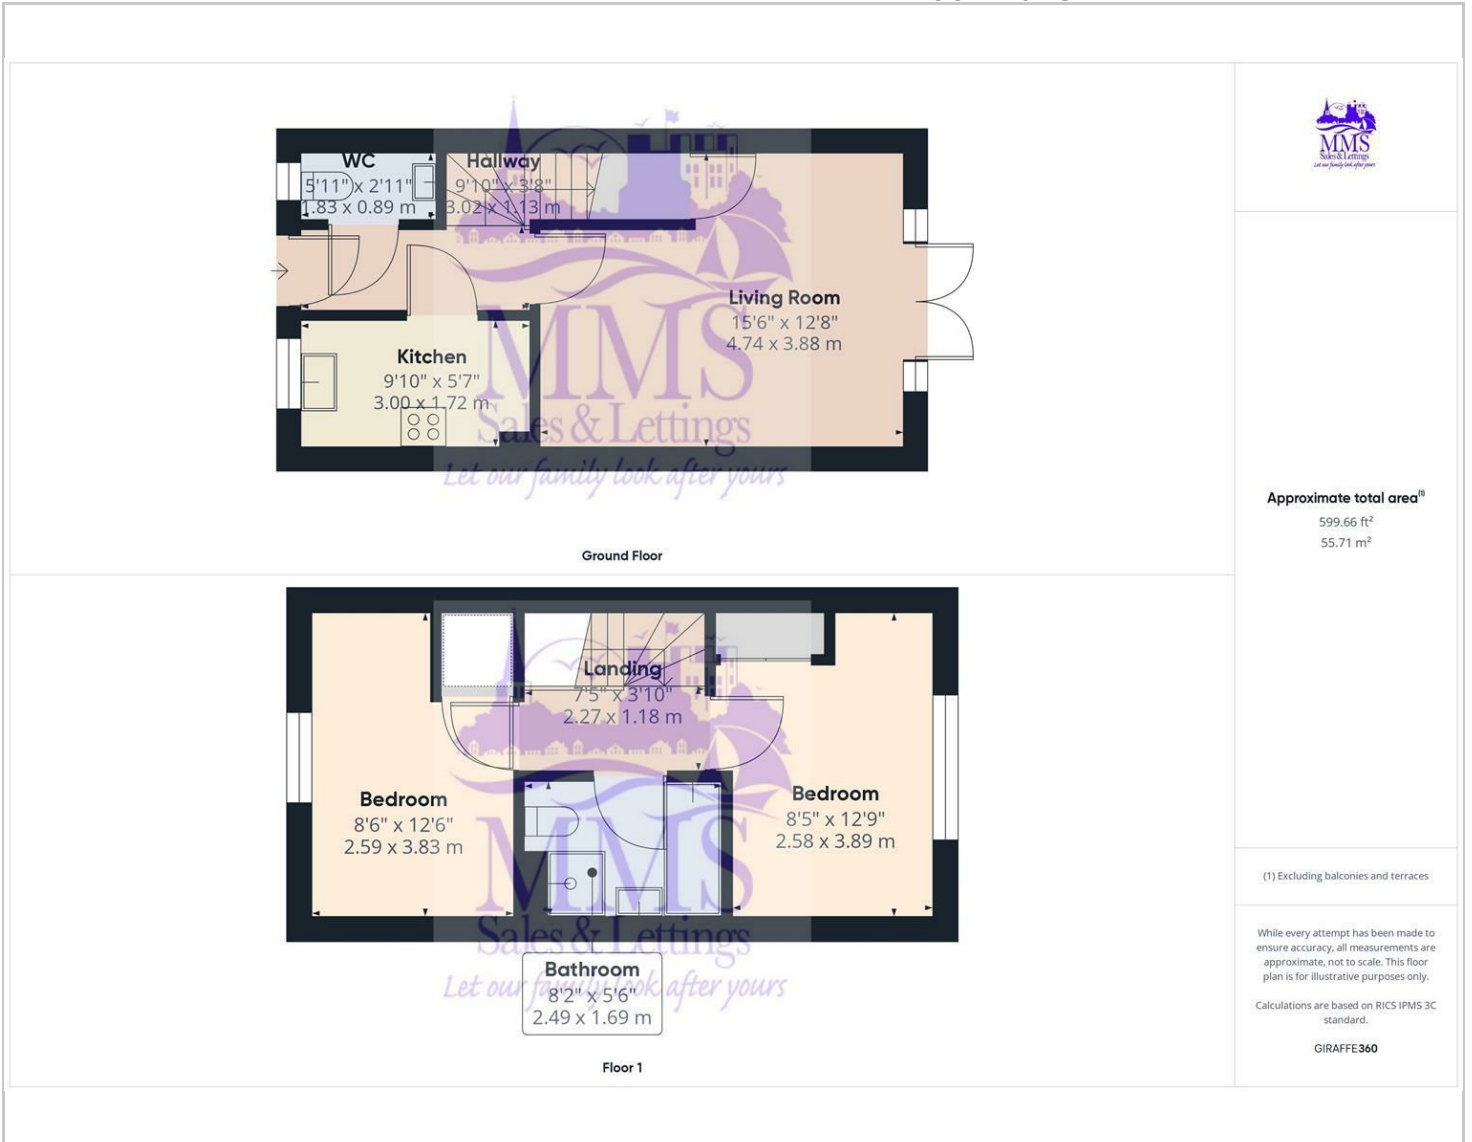 WC
5'11" x 2'11"
1.83 x 0.89 m
Hallway
9'10" x 3'8"
3.02 x 1.13 m
Living Room
15'6" x 12'8"
4.74 x 3.88 m
Kitchen
9'10" x 5'7"
3.00 x 1.72 m
MMS
Sales & Lettings
Let our family look after yours
Ground Floor
Landing
7'5" x 3'10"
2.27 x 1.18 m
Bedroom
8'6" x 12'6"
2.59 x 3.83 m
Bedroom
8'5" x 12'9"
2.58 x 3.89 m
MMS
Sales & Lettings
Let our family look after yours
Bathroom
8'2" x 5'6"
2.49 x 1.69 m
Floor 1
MMS
Sales & Lettings
Let our family look after yours
Approximate total area(1)
599.66 ft²
55.71 m²
(1) Excluding balconies and terraces
While every attempt has been made to
ensure accuracy, all measurements are
approximate, not to scale. This floor
plan is for illustrative purposes only.
Calculations are based on RICS IPMS 3C
standard.
GIRAFFE360